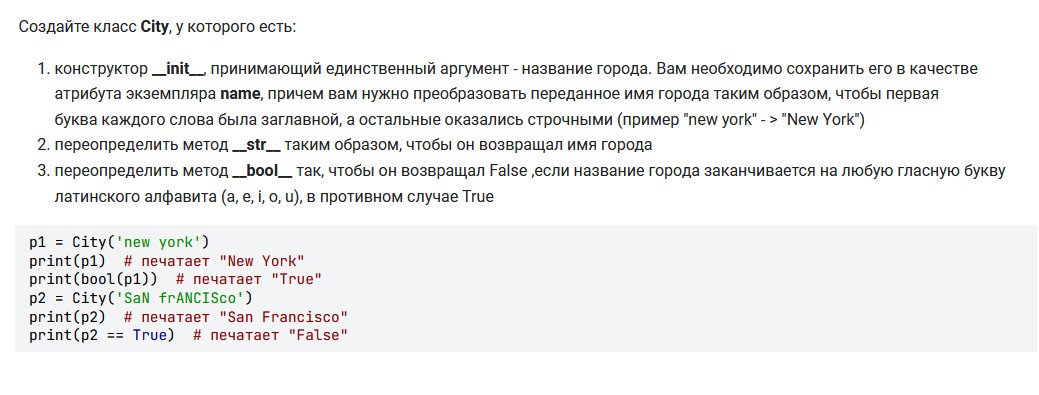 Создайте класс City, у которого есть:
1. конструктор __init__, принимающий единственный аргумент - название города. Вам необходимо сохранить его в качестве
атрибута экземпляра name, причем вам нужно преобразовать переданное имя города таким образом, чтобы первая
буква каждого слова была заглавной, а остальные оказались строчными (пример "new york" - > "New York")
2. переопределить метод __str__ таким образом, чтобы он возвращал имя города
3. переопределить метод __bool__ так, чтобы он возвращал False ,если название города заканчивается на любую гласную букву
латинского алфавита (a, e, i, o, u), в противном случае True
p1 = City('new york')
print(p1)  # печатает "New York"
print(bool(p1))  # печатает "True"
p2 = City('SaN frANCISco')
print(p2)  # печатает "San Francisco"
print(p2 == True)  # печатает "False"